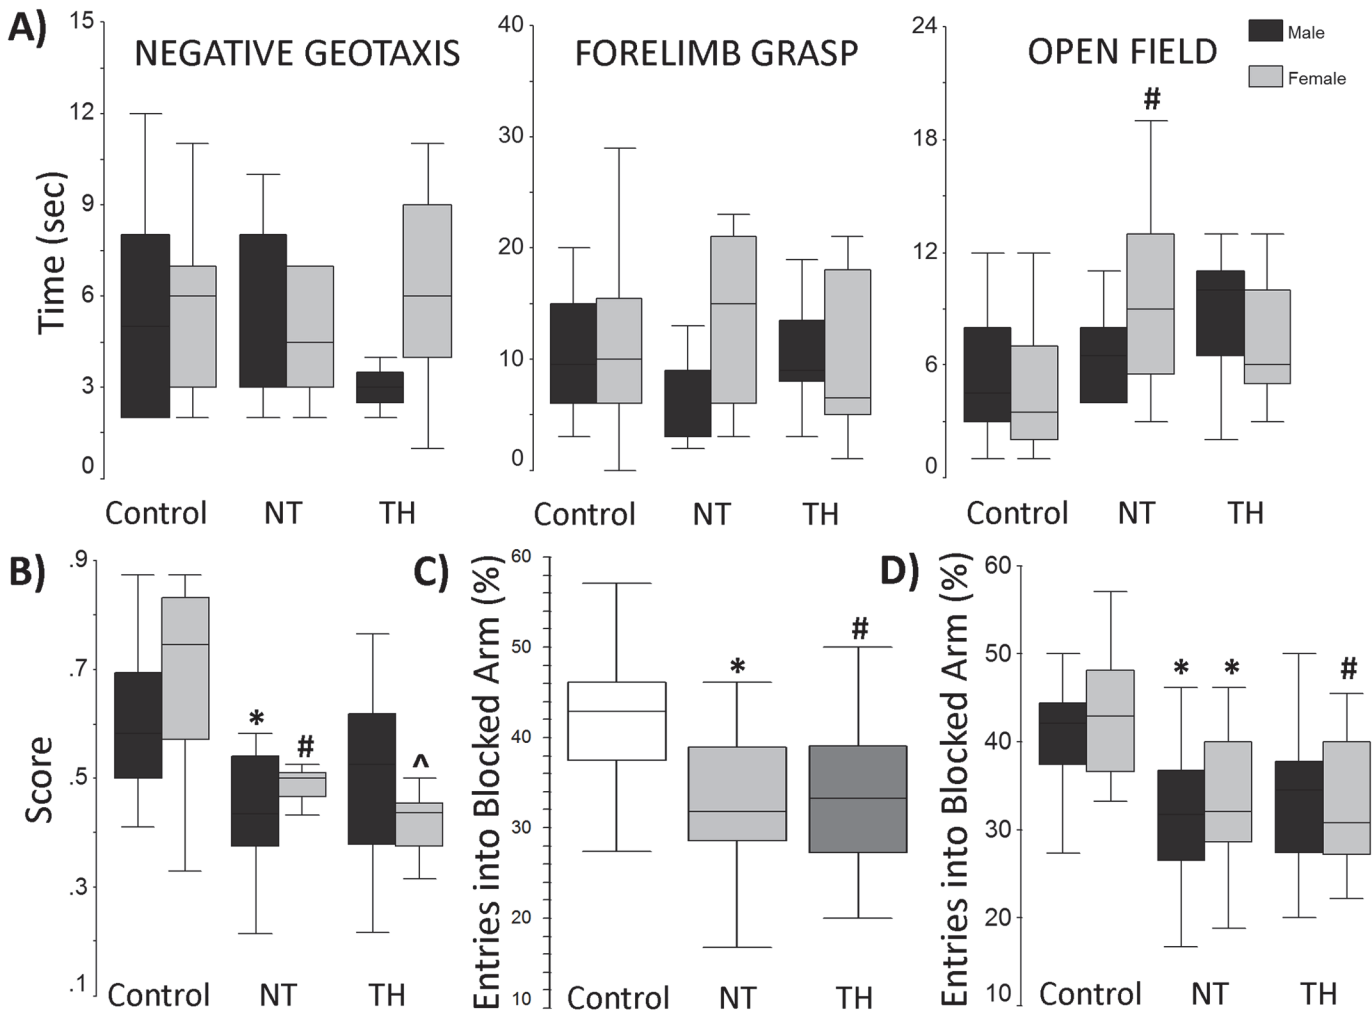 A)
NEGATIVE GEOTAXIS
FORELIMB GRASP
OPEN FIELD
Male
Female
Time (sec)
15
12
9
6
3
0
40
30
20
10
0
24
18
12
6
0
#
Control NT TH
Control NT TH
Control NT TH
B)
Score
.9
.7
.5
.3
.1
*
#
^
Control NT TH
C)
Entries into Blocked Arm (%)
60
50
40
30
20
10
*
#
Control NT TH
D)
Entries into Blocked Arm (%)
60
50
40
30
20
10
*
*
#
Control NT TH